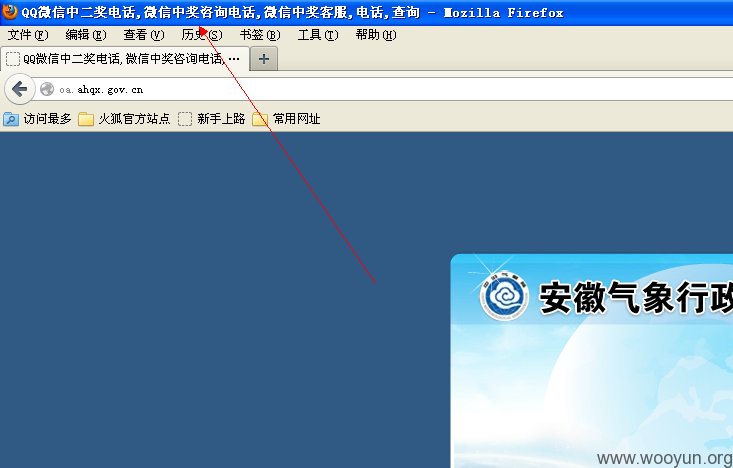 QQ微信中二奖电话,微信中奖咨询电话,微信中奖客服,电话,查询 - Mozilla Firefox
文件(F) 编辑(E) 查看(V) 历史(S) 书签(B) 工具(T) 帮助(H)
QQ微信中二奖电话,微信中奖咨询电话, ...
oa.ahqx.gov.cn
访问最多 火狐官方站点 新手上路 常用网址
安徽气象行政
www.wooyun.org